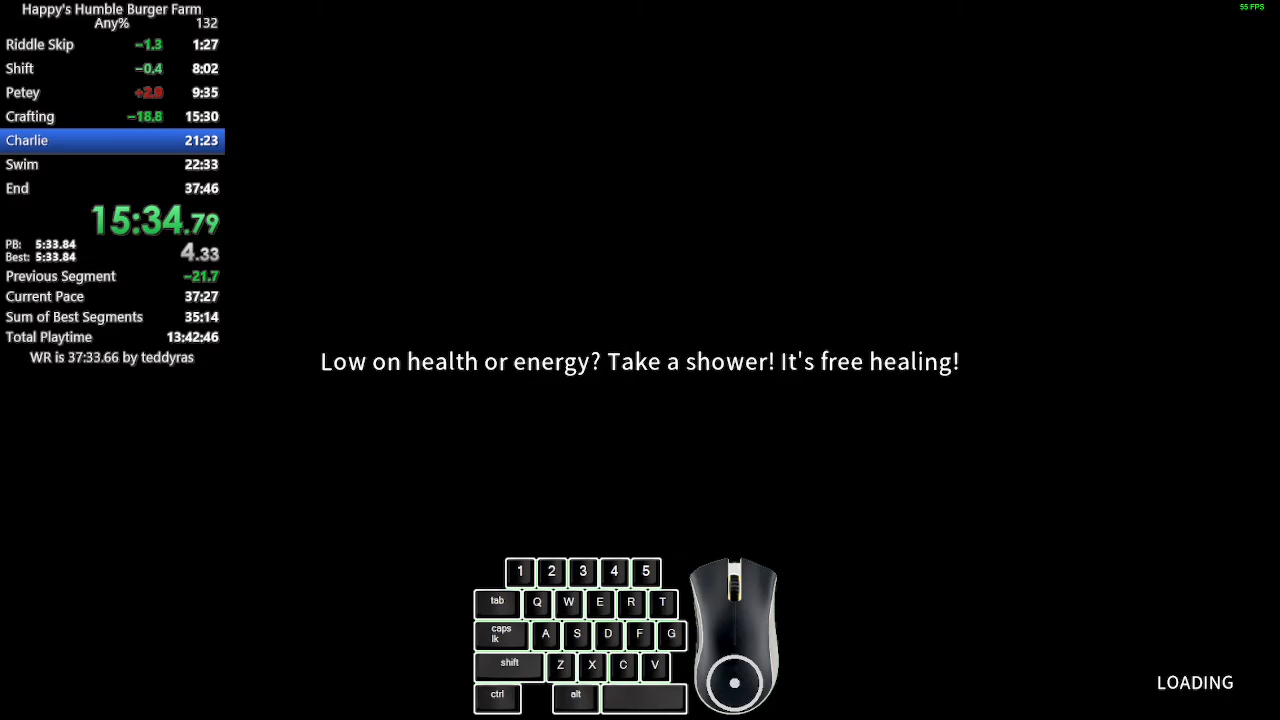 Happy's Humble Burger Farm
Any% 132
Riddle Skip -1.3 1:27
Shift -0.4 8:02
Petey +2.9 9:35
Crafting -18.8 15:30
Charlie 21:23
Swim 22:33
End 37:46
15:34.79
PB: 5:33.84
Best: 5:33.84
4.33
Previous Segment -21.7
Current Pace 37:27
Sum of Best Segments 35:14
Total Playtime 13:42:46
WR is 37:33.66 by teddyras
55 FPS
Low on health or energy? Take a shower! It's free healing!
1 2 3 4 5
tab Q W E R T
caps lk A S D F G
shift Z X C V
ctrl alt
LOADING